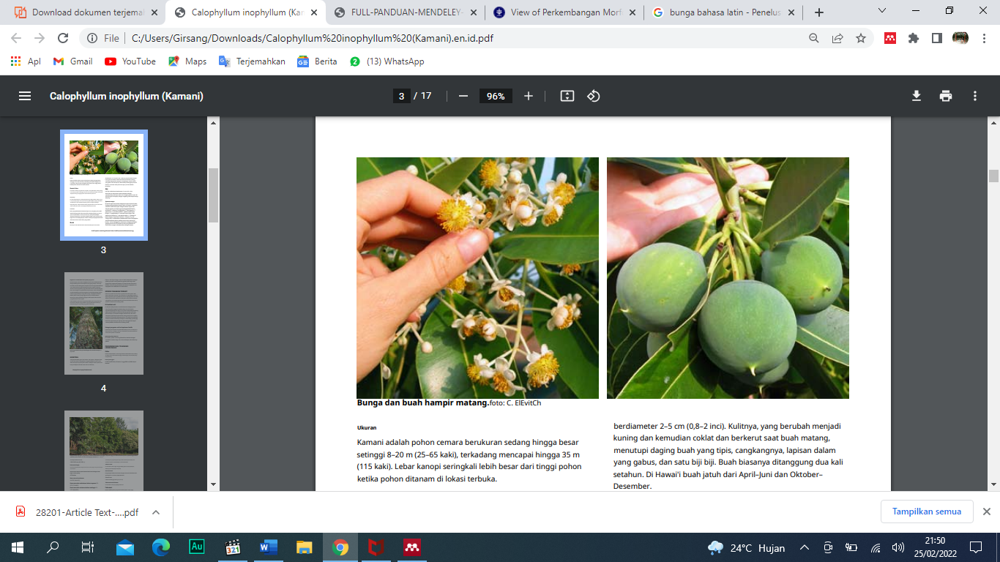 Download dokumen terjemal
Calophyllum inophyllum (Kar
FULL-PANDUAN-MENDELEY-
View of Perkembangan Morf
bunga bahasa latin - Penelus
File
C:/Users/Girsang/Downloads/Calophyllum%20inophyllum%20(Kamani).en.id.pdf
Apl
Gmail
YouTube
Maps
Terjemahkan
Berita
(13) WhatsApp
Calophyllum inophyllum (Kamani)
3 / 17
96%
3
4
Bunga dan buah hampir matang.foto: C. ElEvitCh
Ukuran
Kamani adalah pohon cemara berukuran sedang hingga besar
setinggi 8–20 m (25–65 kaki), terkadang mencapai hingga 35 m
(115 kaki). Lebar kanopi seringkali lebih besar dari tinggi pohon
ketika pohon ditanam di lokasi terbuka.
berdiameter 2–5 cm (0,8–2 inci). Kulitnya, yang berubah menjadi
kuning dan kemudian coklat dan berkerut saat buah matang,
menutupi daging buah yang tipis, cangkangnya, lapisan dalam
yang gabus, dan satu biji biji. Buah biasanya ditanggung dua kali
setahun. Di Hawai'i buah jatuh dari April–Juni dan Oktober–
Desember.
28201-Article Text-....pdf
Tampilkan semua
Au
321
24°C Hujan
21:50
25/02/2022